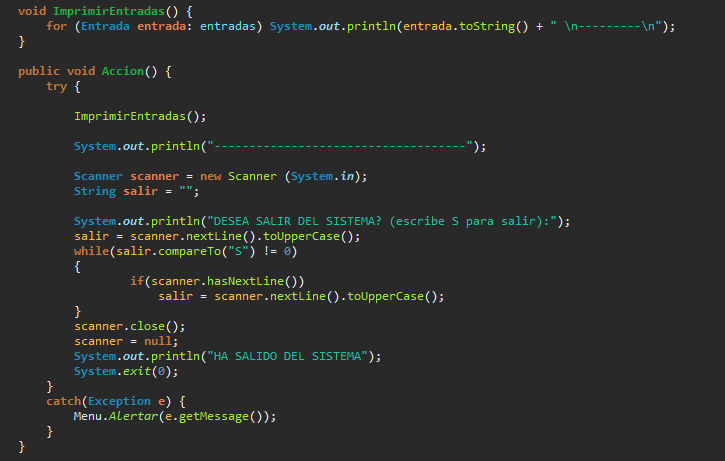 void ImprimirEntradas() {
for (Entrada entrada: entradas) System.out.println(entrada.toString() + " \n---------\n");
}
public void Accion() {
try {
ImprimirEntradas();
System.out.println("------------------------------------");
Scanner scanner = new Scanner (System.in);
String salir = "";
System.out.println("DESEA SALIR DEL SISTEMA? (escribe S para salir):");
salir = scanner.nextLine().toUpperCase();
while(salir.compareTo("S") != 0)
{
if(scanner.hasNextLine())
salir = scanner.nextLine().toUpperCase();
}
scanner.close();
scanner = null;
System.out.println("HA SALIDO DEL SISTEMA");
System.exit(0);
}
catch(Exception e) {
Menu.Alertar(e.getMessage());
}
}